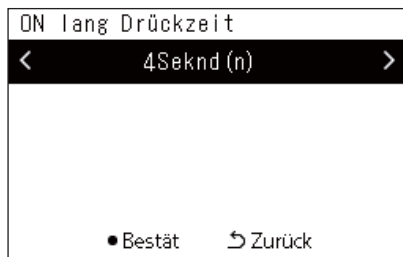 ON lang Drückzeit
< 4Seknd(n) >
● Bestät ⮌ Zurück